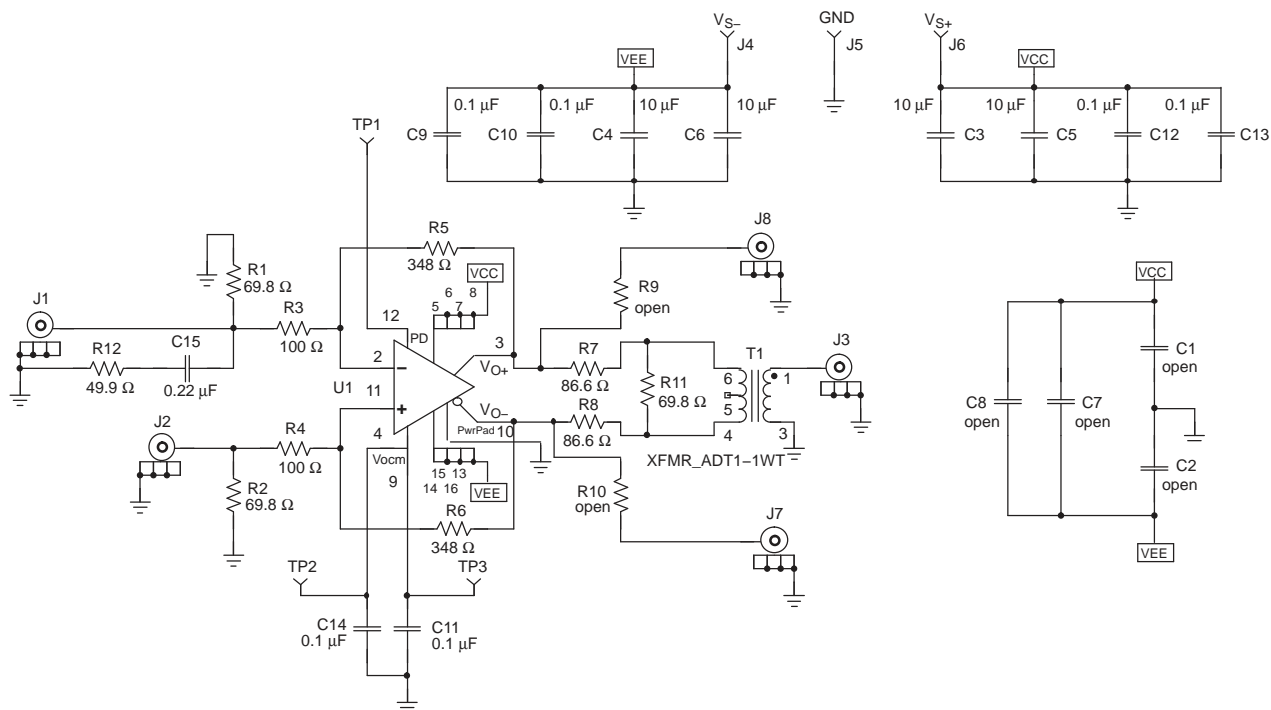 VS– GND VS+
J4 J5 J6
VEE VCC
0.1 µF 0.1 µF 10 µF 10 µF
10 µF 10 µF 0.1 µF 0.1 µF
C9 C10 C4 C6
C3 C5 C12 C13
TP1
R5
348 Ω
VCC
6 8
5 7
J8
R9
open
R1
69.8 Ω
J1
R3
100 Ω
R12
49.9 Ω
C15
0.22 µF
12
PD
3
2
VO+
U1
11
VO–
4
PwrPad
10
Vocm
9
15 13
14 16
VEE
R7
86.6 Ω
R8
86.6 Ω
R11
69.8 Ω
T1
6 1
5
4 3
XFMR_ADT1–1WT
J3
J2
R4
100 Ω
R2
69.8 Ω
R6
348 Ω
R10
open
J7
TP2 TP3
C14
0.1 µF
C11
0.1 µF
VCC
C1
open
C8
open
C7
open
C2
open
VEE